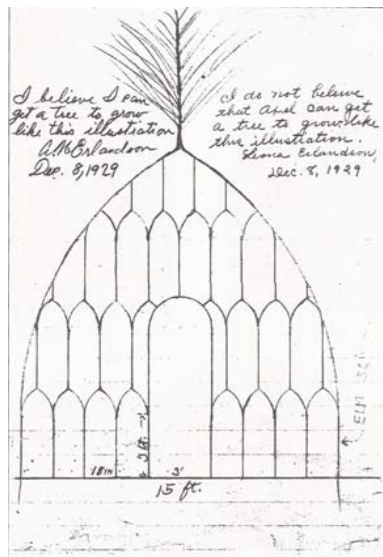 I believe I can
get a tree to grow
like this illustration
A.N. Erlandson
Dec. 8, 1929
I do not believe
that Axel can get
a tree to grow like
this illustration.
Leona Erlandson,
Dec. 8, 1929
3 ft.
18 IN
3'
15 ft.
ELM